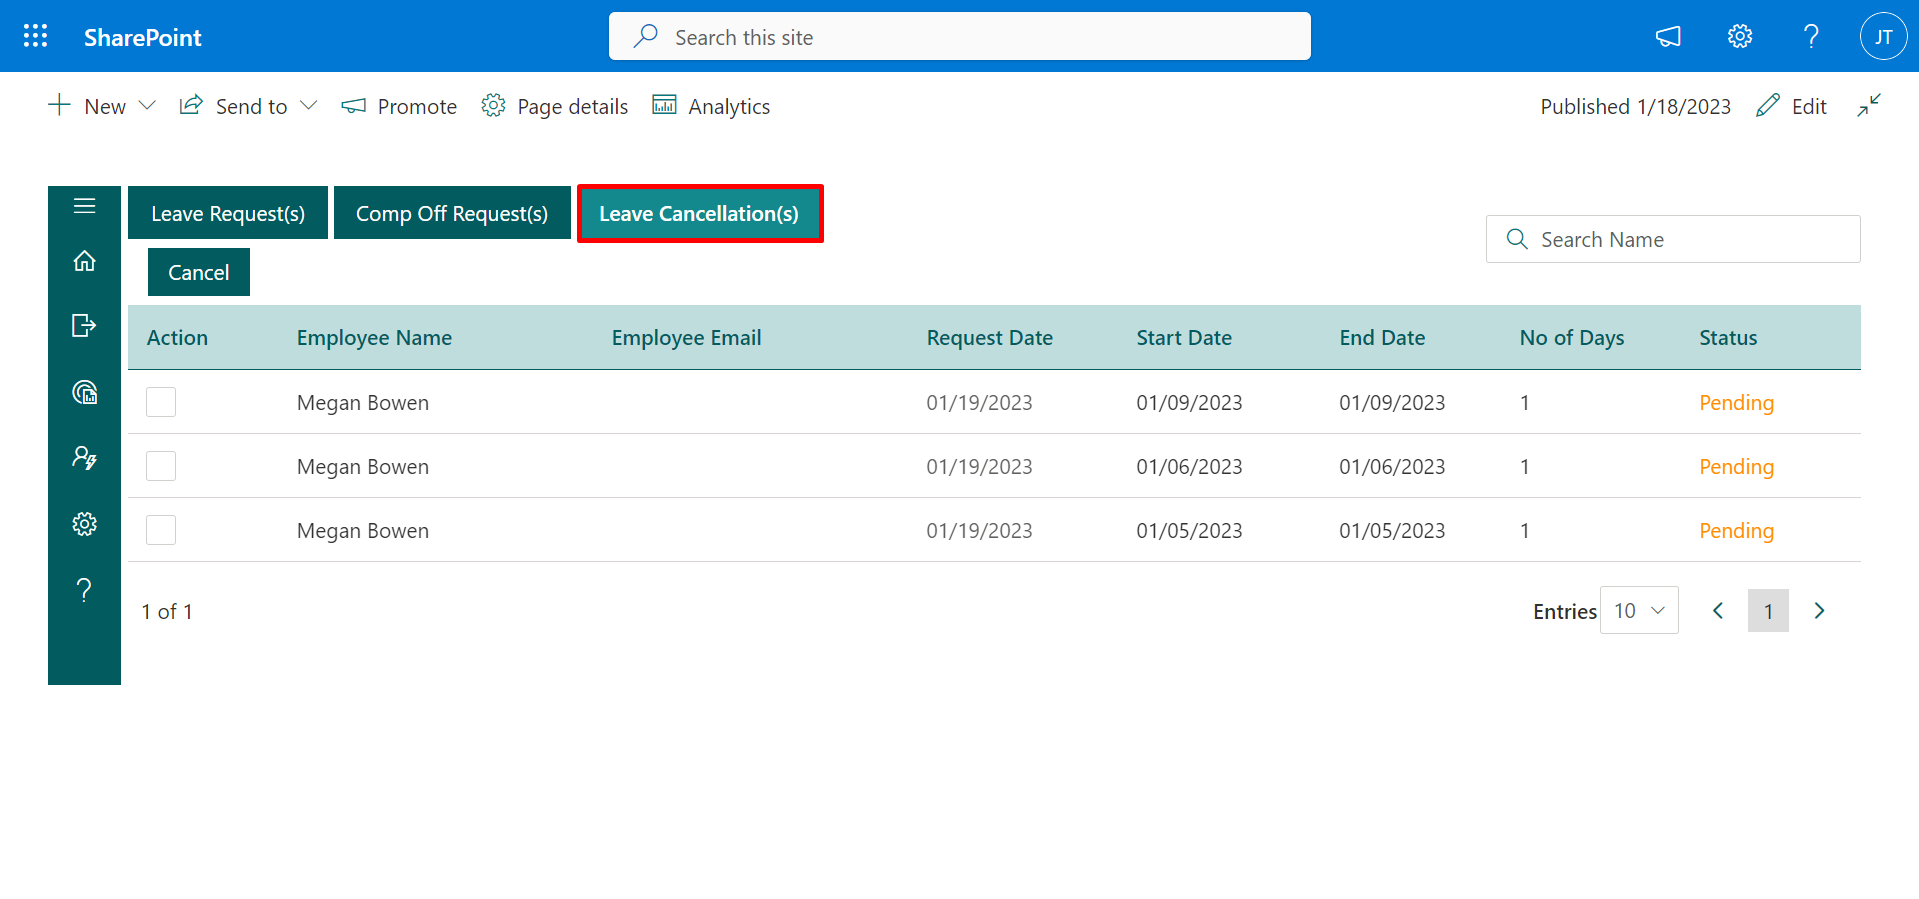 SharePoint
Search this site
JT
New
Send to
Promote
Page details
Analytics
Published 1/18/2023
Edit
Leave Request(s)
Comp Off Request(s)
Leave Cancellation(s)
Search Name
Cancel
Action Employee Name Employee Email Request Date Start Date End Date No of Days Status
Megan Bowen 01/19/2023 01/09/2023 01/09/2023 1 Pending
Megan Bowen 01/19/2023 01/06/2023 01/06/2023 1 Pending
Megan Bowen 01/19/2023 01/05/2023 01/05/2023 1 Pending
1 of 1
Entries 10 1